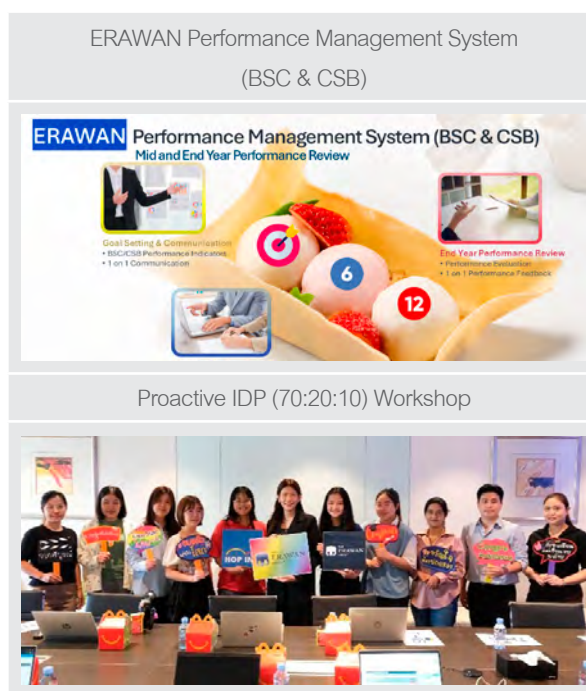 ERAWAN Performance Management System
(BSC & CSB)
ERAWAN Performance Management System (BSC & CSB)
Mid and End Year Performance Review
Goal Setting & Communication
• BSC/CSB Performance Indicators
• 1 on 1 Communication
End Year Performance Review
• Performance Evaluation
• 1 on 1 Performance Feedback
6
12
Proactive IDP (70:20:10) Workshop
HOP IN
ERAWAN
ERAWAN